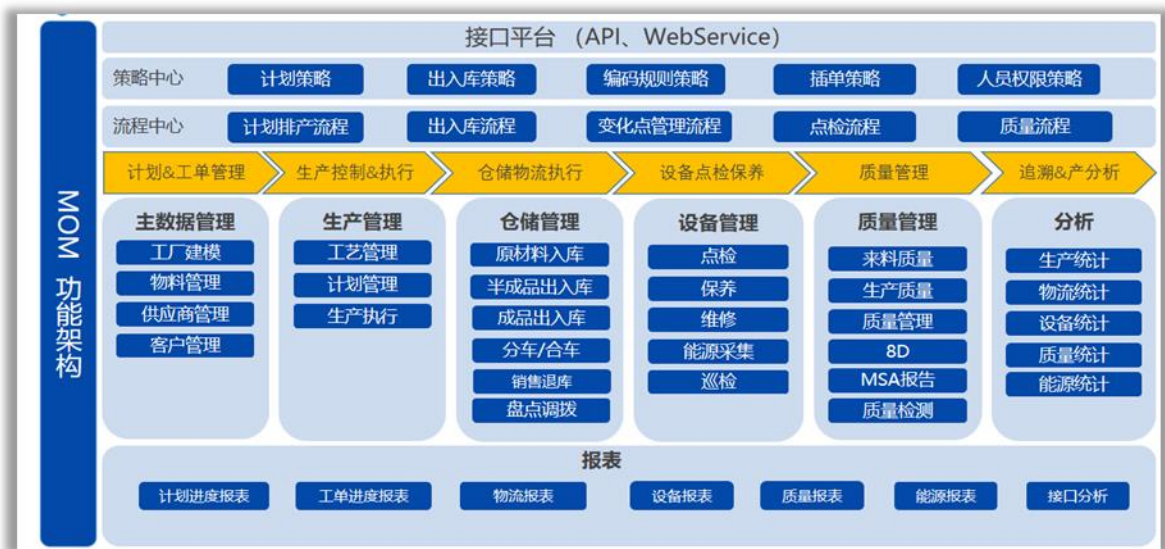 MOM 功能架构
接口平台 （API、WebService）
策略中心
计划策略
出入库策略
编码规则策略
插单策略
人员权限策略
流程中心
计划排产流程
出入库流程
变化点管理流程
点检流程
质量流程
计划&工单管理
生产控制&执行
仓储物流执行
设备点检保养
质量管理
追溯&产分析
主数据管理
工厂建模
物料管理
供应商管理
客户管理
生产管理
工艺管理
计划管理
生产执行
仓储管理
原材料入库
半成品出入库
成品出入库
分车/合车
销售退库
盘点调拨
设备管理
点检
保养
维修
能源采集
巡检
质量管理
来料质量
生产质量
质量管理
8D
MSA报告
质量检测
分析
生产统计
物流统计
设备统计
质量统计
能源统计
报表
计划进度报表
工单进度报表
物流报表
设备报表
质量报表
能源报表
接口分析